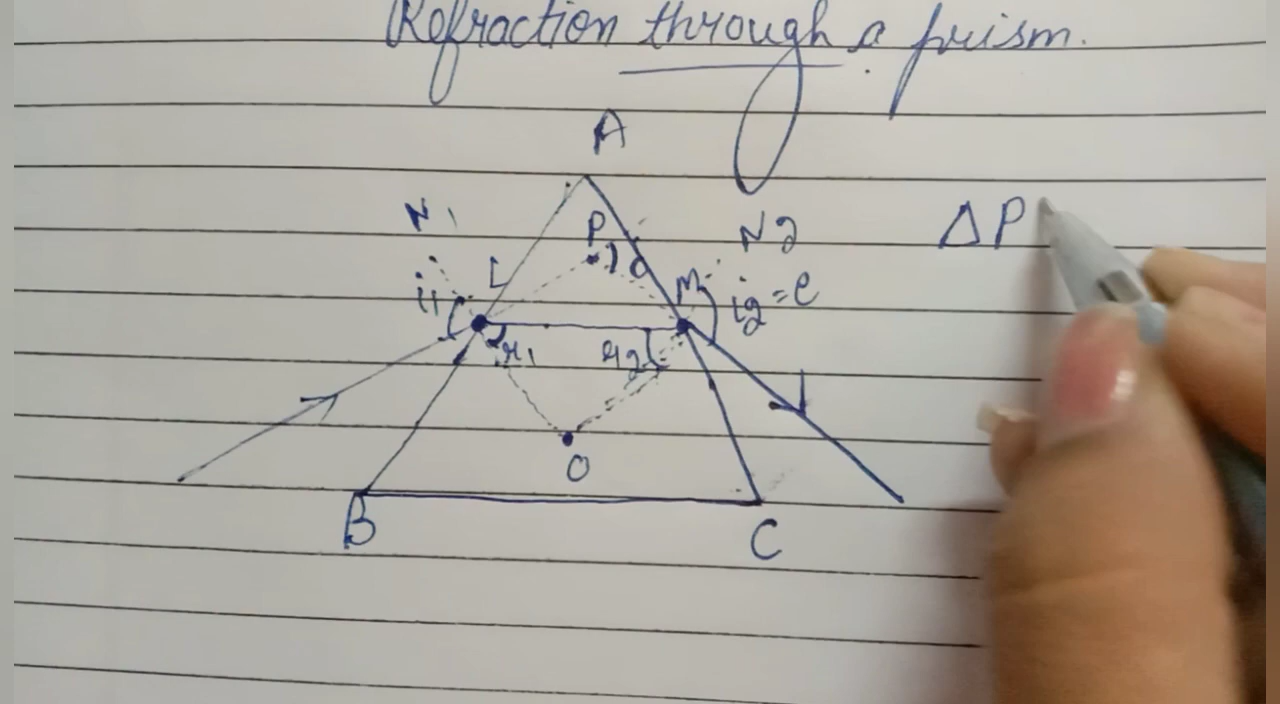 Refraction through a prism.
A
N1
P
N2
ΔP
i1
L
δ
M
i2=e
r1
r2
O
B
C